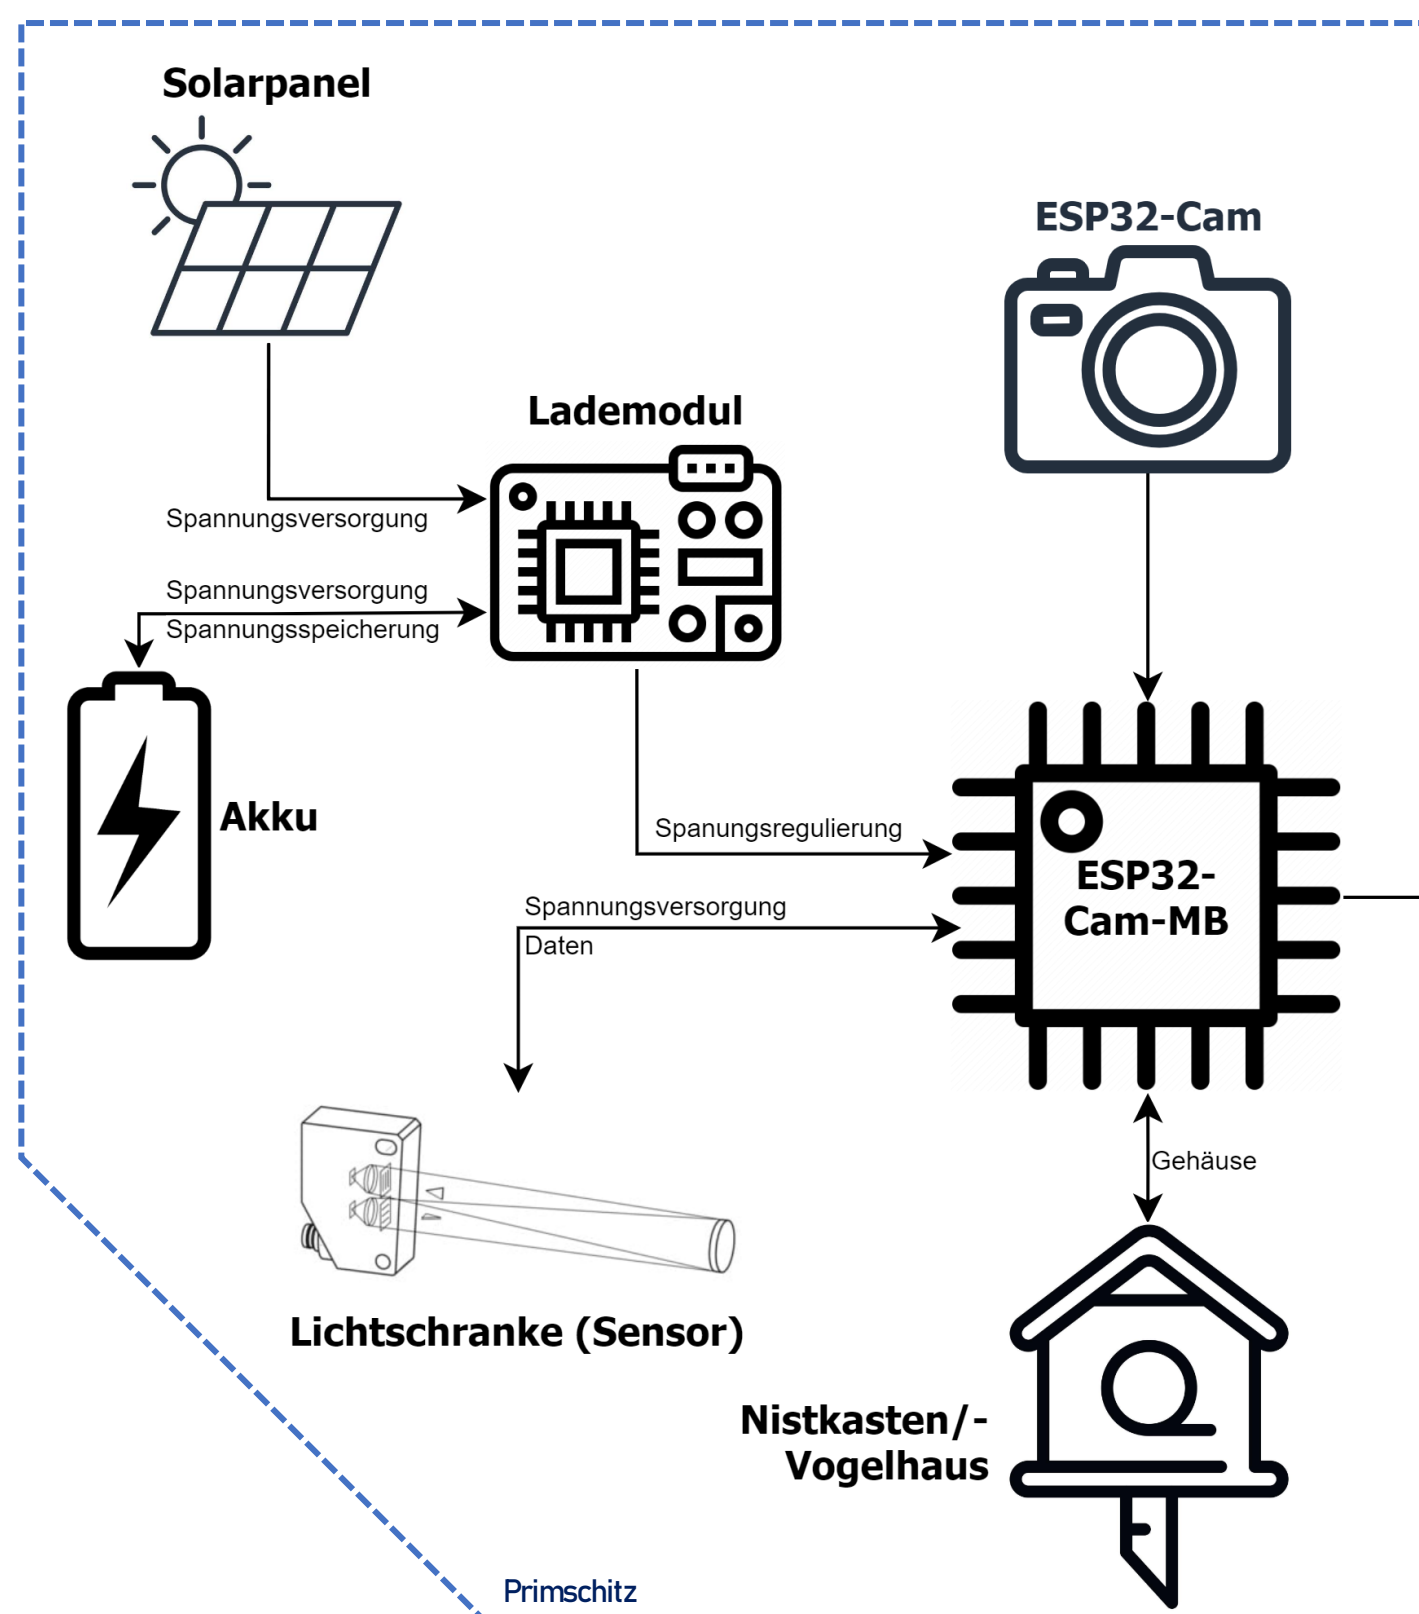 Solarpanel
ESP32-Cam
Lademodul
Spannungsversorgung
Spannungsversorgung
Spannungsspeicherung
Akku
Spanungsregulierung
ESP32-
Cam-MB
Spannungsversorgung
Daten
Gehäuse
Lichtschranke (Sensor)
Nistkasten/-
Vogelhaus
Primschitz